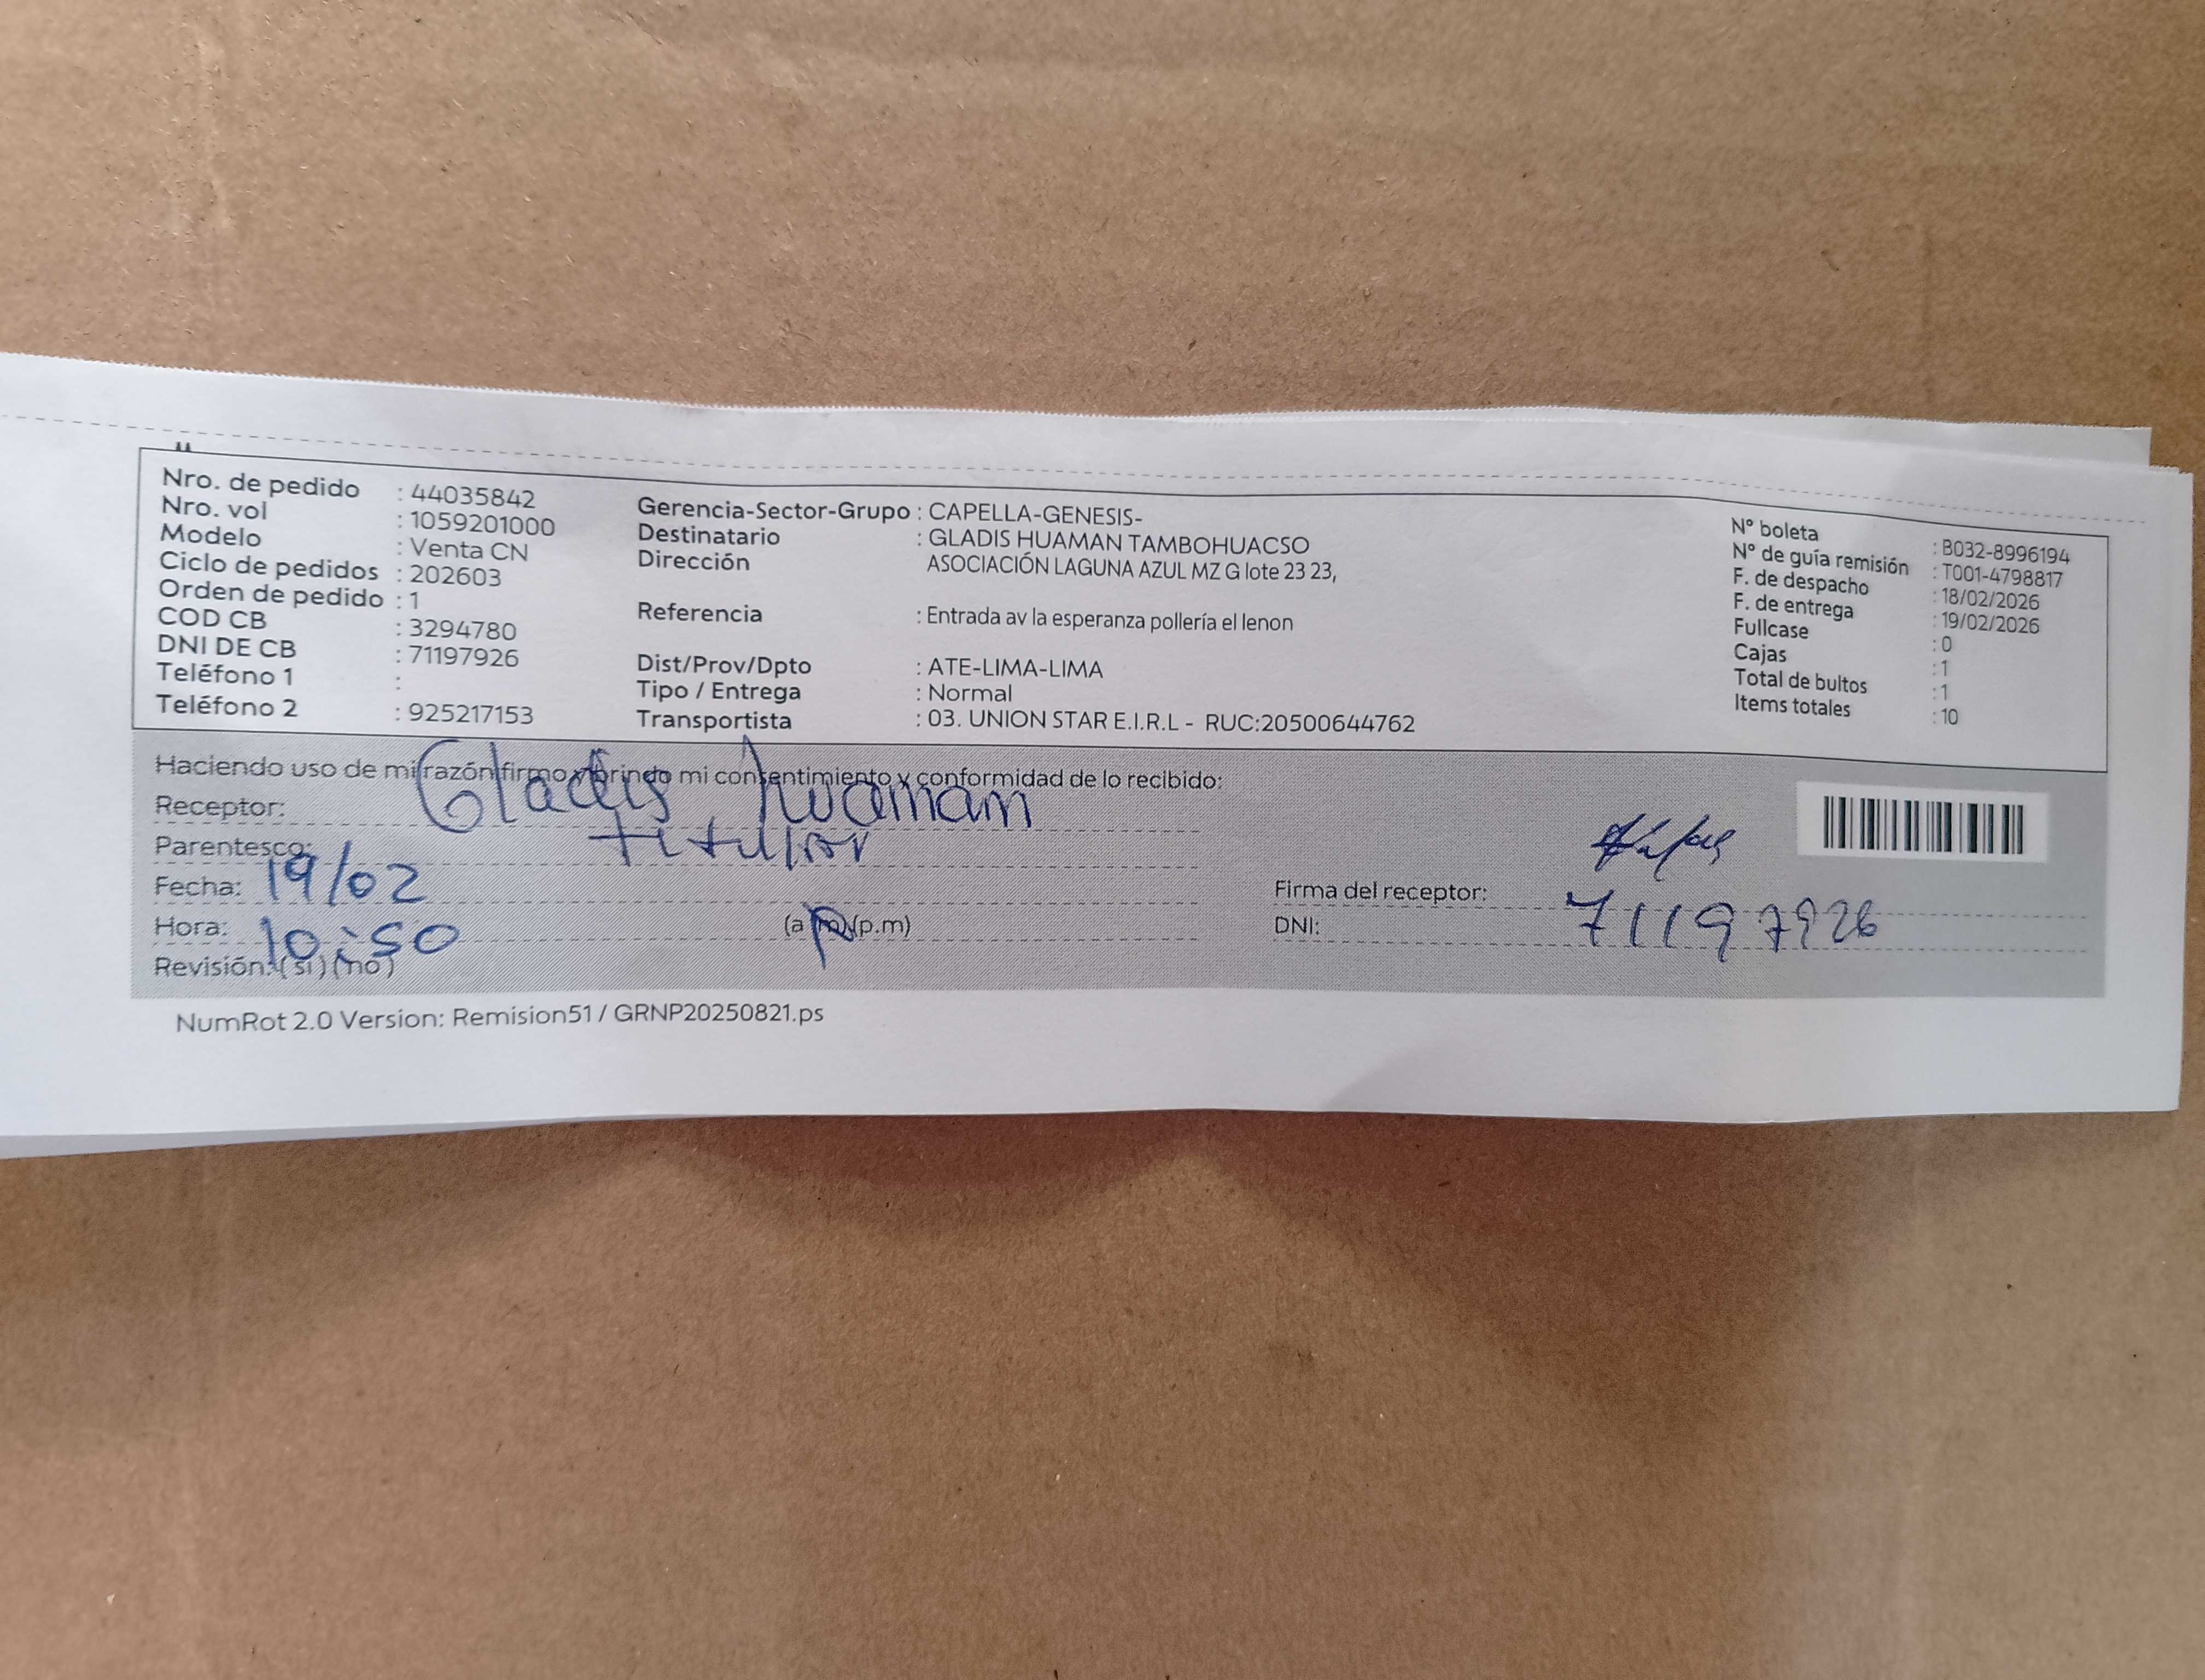 Nro. de pedido : 44035842
Nro. vol : 1059201000
Modelo : Venta CN
Ciclo de pedidos : 202603
Orden de pedido : 1
COD CB : 3294780
DNI DE CB : 71197926
Teléfono 1 :
Teléfono 2 : 925217153
Gerencia-Sector-Grupo : CAPELLA-GENESIS-
Destinatario : GLADIS HUAMAN TAMBOHUACSO
Dirección ASOCIACIÓN LAGUNA AZUL MZ G lote 23 23,
Referencia : Entrada av la esperanza pollería el lenon
Dist/Prov/Dpto : ATE-LIMA-LIMA
Tipo / Entrega : Normal
Transportista : 03. UNION STAR E.I.R.L - RUC:20500644762
N° boleta : B032-8996194
N° de guía remisión : T001-4798817
F. de despacho : 18/02/2026
F. de entrega : 19/02/2026
Fullcase : 0
Cajas : 1
Total de bultos : 1
Items totales : 10
Haciendo uso de mi razón firmo y brindo mi consentimiento y conformidad de lo recibido:
Receptor: Gladis huamam
Parentesco: titular
Fecha: 19/02
Hora: 10:50 (a.m) (p.m)
Revisión: (si) (no)
Firma del receptor:
DNI: 71197926
NumRot 2.0 Version: Remision51 / GRNP20250821.ps